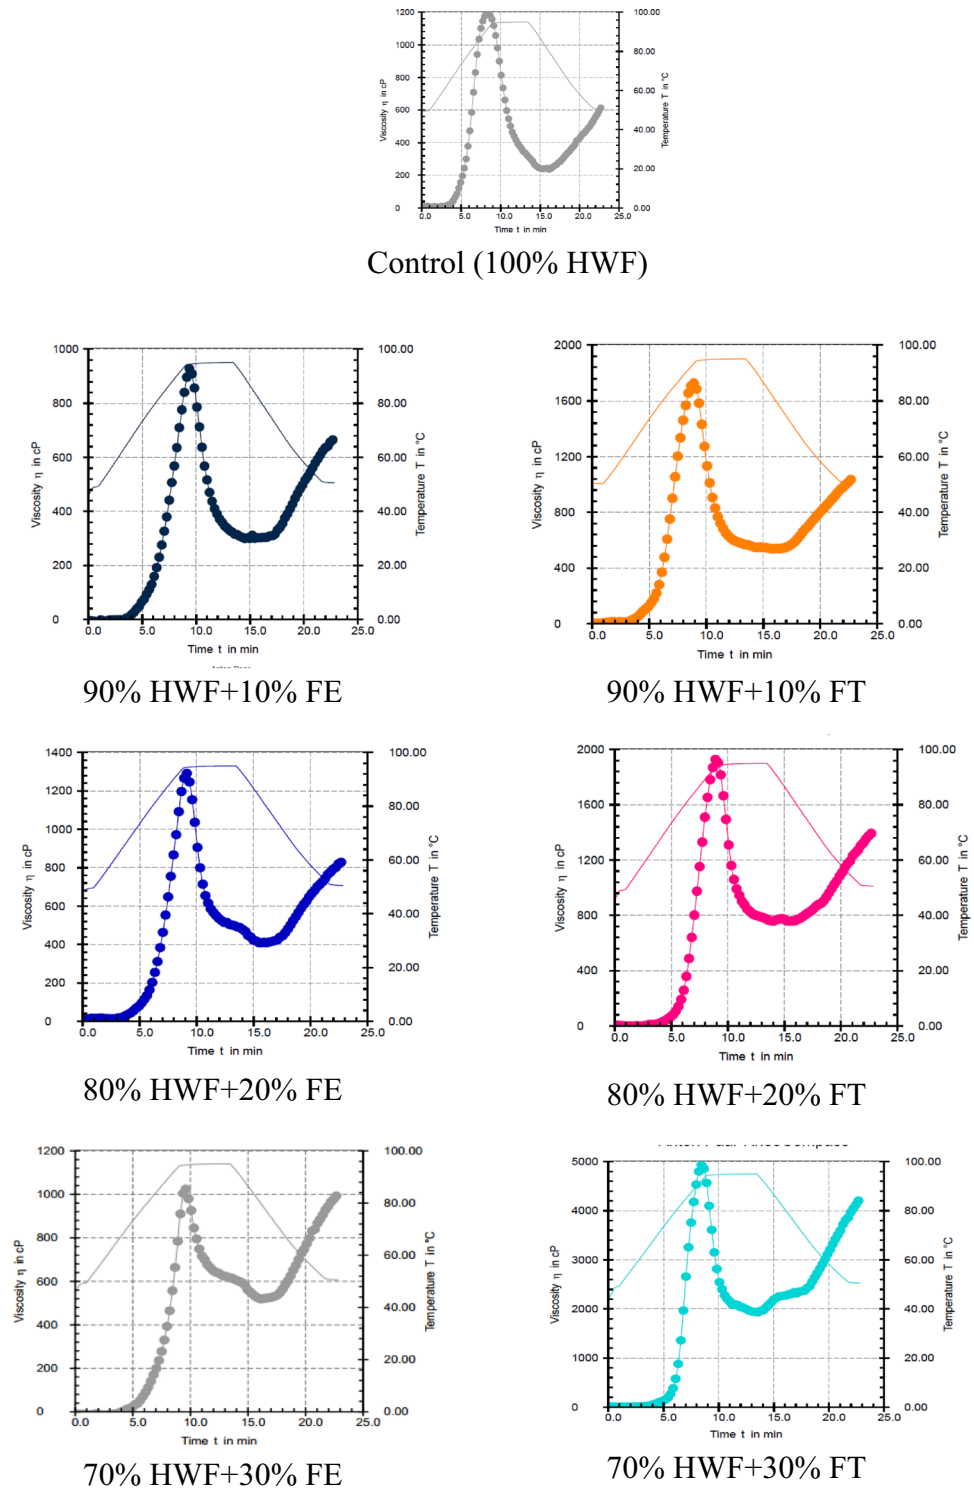 1200
1000
800
600
400
200
0
Viscosity η in cP
100.00
80.00
60.00
40.00
20.00
0.00
Temperature T in °C
0.0 5.0 10.0 15.0 20.0 25.0
Time t in min
Control (100% HWF)
1000
800
600
400
200
0
Viscosity η in cP
100.00
80.00
60.00
40.00
20.00
0.00
Temperature T in °C
0.0 5.0 10.0 15.0 20.0 25.0
Time t in min
90% HWF+10% FE
2000
1600
1200
800
400
0
Viscosity η in cP
100.00
80.00
60.00
40.00
20.00
0.00
Temperature T in °C
0.0 5.0 10.0 15.0 20.0 25.0
Time t in min
90% HWF+10% FT
1400
1200
1000
800
600
400
200
0
Viscosity η in cP
100.00
80.00
60.00
40.00
20.00
0.00
Temperature T in °C
0.0 5.0 10.0 15.0 20.0 25.0
Time t in min
80% HWF+20% FE
2000
1600
1200
800
400
0
Viscosity η in cP
100.00
80.00
60.00
40.00
20.00
0.00
Temperature T in °C
0.0 5.0 10.0 15.0 20.0 25.0
Time t in min
80% HWF+20% FT
1200
1000
800
600
400
200
0
Viscosity η in cP
100.00
80.00
60.00
40.00
20.00
0.00
Temperature T in °C
0.0 5.0 10.0 15.0 20.0 25.0
Time t in min
70% HWF+30% FE
5000
4000
3000
2000
1000
0
Viscosity η in cP
100.00
80.00
60.00
40.00
20.00
0.00
Temperature T in °C
0.0 5.0 10.0 15.0 20.0 25.0
Time t in min
70% HWF+30% FT